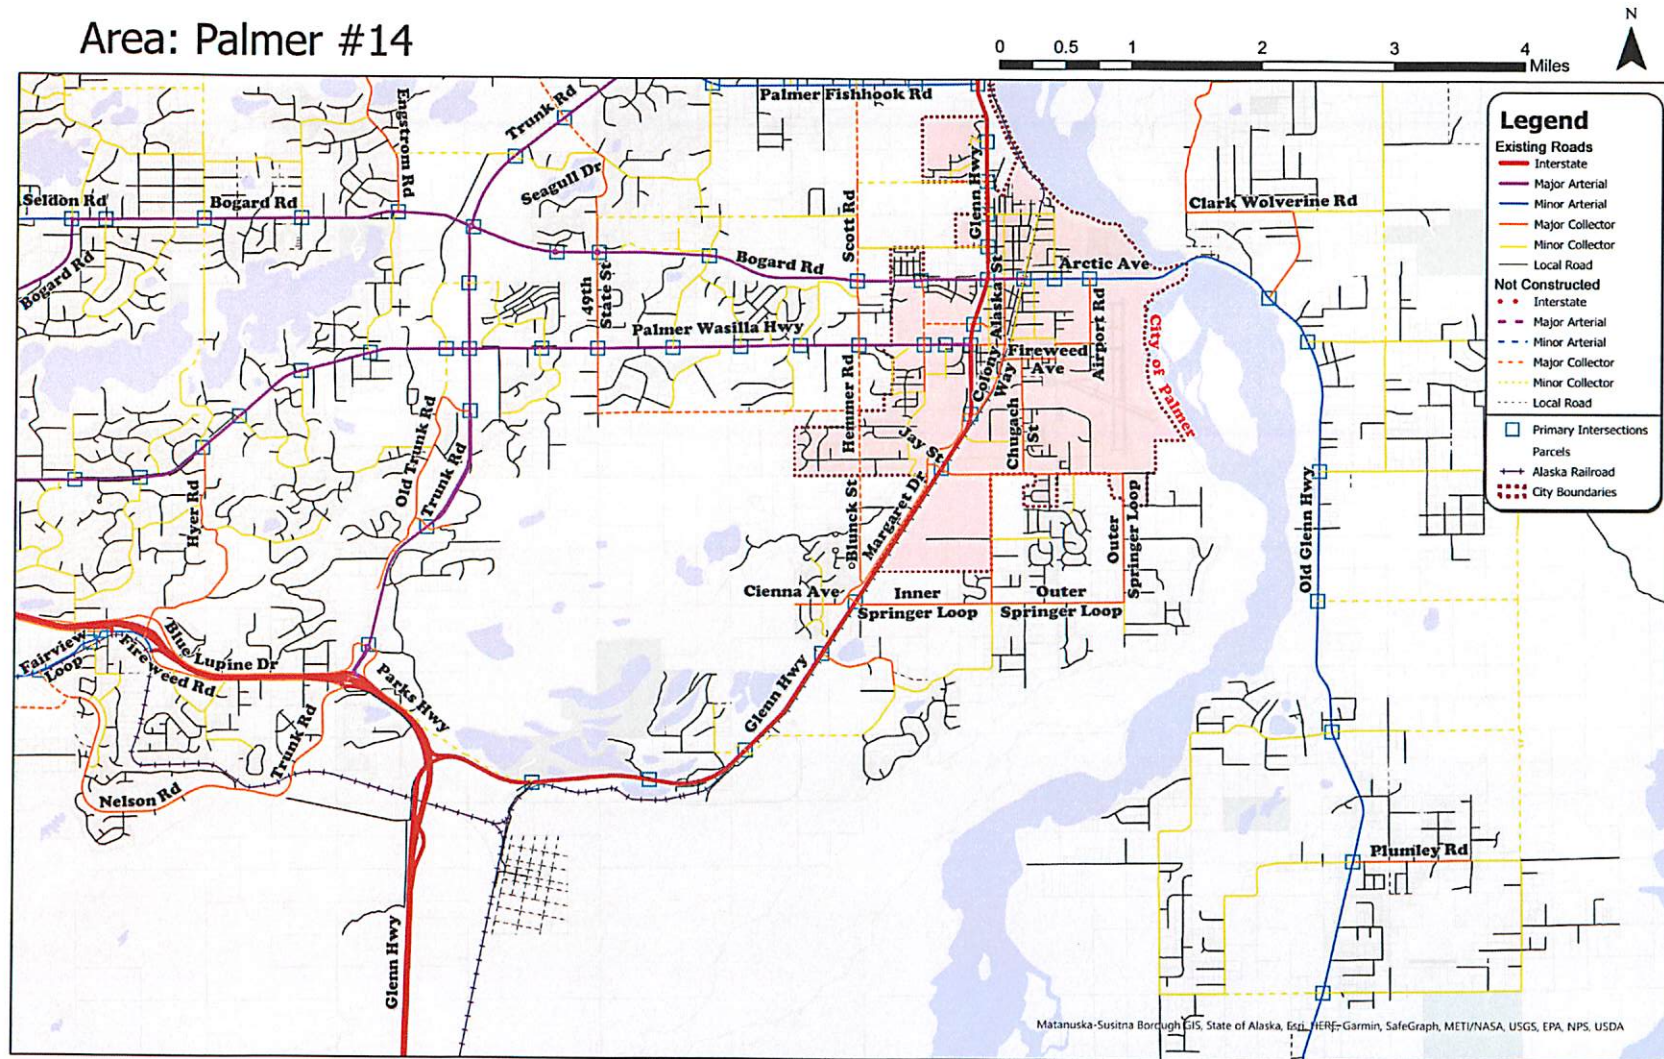 Area: Palmer #14
N
0 0.5 1 2 3 4
Miles
Palmer Fishhook Rd
Trunk Rd
Engstrom Rd
Seagull Dr
Glenn Hwy
Seldon Rd
Bogard Rd
Scott Rd
Clark Wolverine Rd
Bogard Rd
Bogard Rd
Arctic Ave
49th
State St
Colony-Alaska St
Way
Airport Rd
City of Palmer
Palmer Wasilla Hwy
Fireweed
Ave
Hemmer Rd
Old Trunk Rd
Trunk Rd
Jay St
Chugach
St
Hyer Rd
Blunck St
Margaret Dr
Outer
Springer Loop
Old Glenn Hwy
Cienna Ave
Inner
Springer Loop
Outer
Springer Loop
Fairview
Loop
Fireweed Rd
Blue Lupine Dr
Parks Hwy
Glenn Hwy
Trunk Rd
Nelson Rd
Plumley Rd
Glenn Hwy
Legend
Existing Roads
Interstate
Major Arterial
Minor Arterial
Major Collector
Minor Collector
Local Road
Not Constructed
Interstate
Major Arterial
Minor Arterial
Major Collector
Minor Collector
Local Road
Primary Intersections
Parcels
Alaska Railroad
City Boundaries
Matanuska-Susitna Borough GIS, State of Alaska, Esri, HERE, Garmin, SafeGraph, METI/NASA, USGS, EPA, NPS, USDA